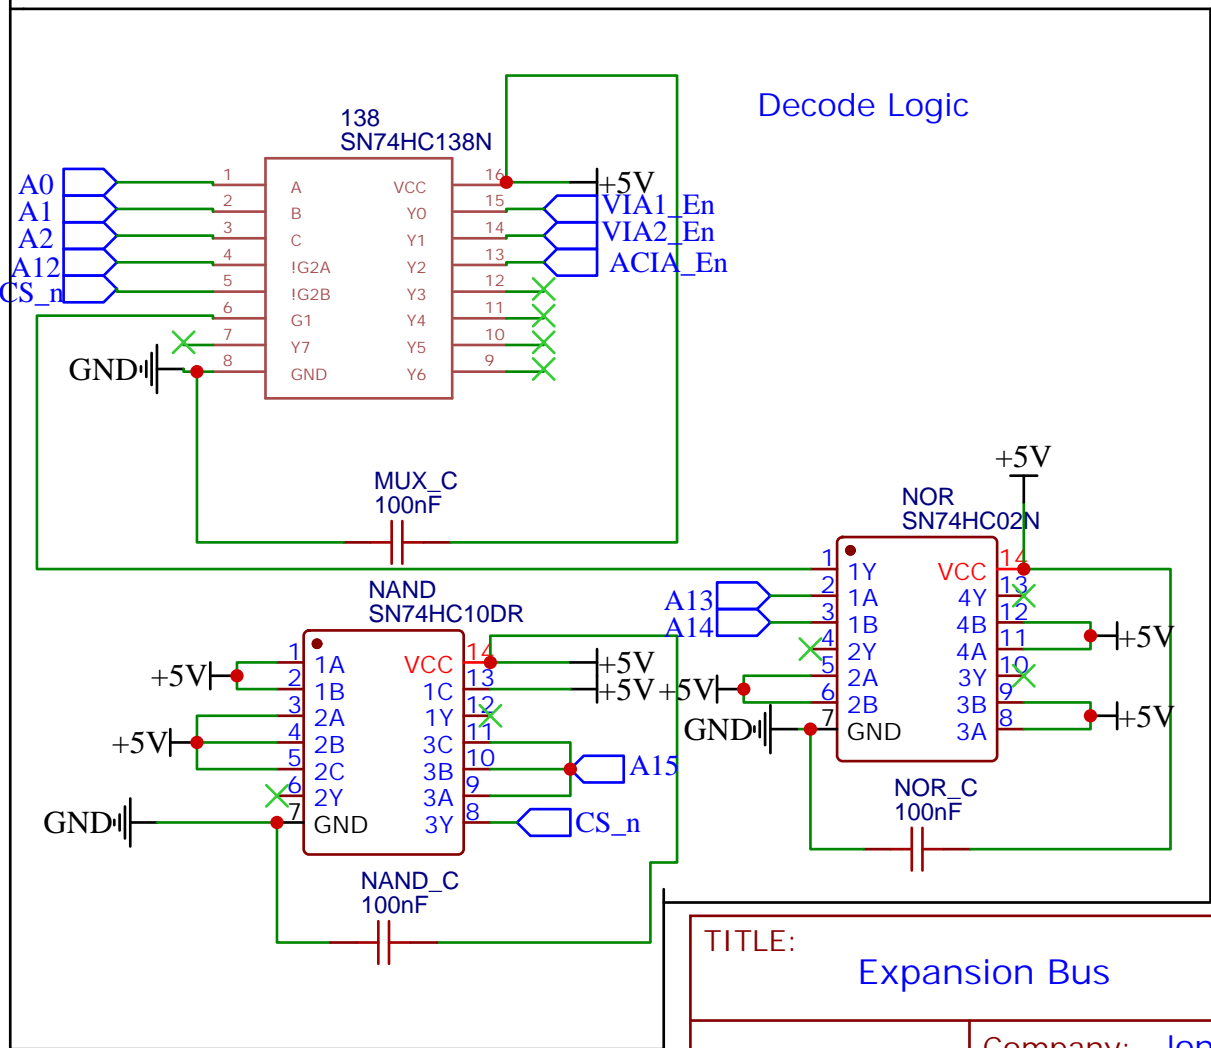 Decode Logic
138
SN74HC138N
A0
A1
A2
A12
CS_n
1
2
3
4
5
6
7
8
A
B
C
!G2A
!G2B
G1
Y7
GND
VCC
Y0
Y1
Y2
Y3
Y4
Y5
Y6
16
15
14
13
12
11
10
9
+5V
VIA1_En
VIA2_En
ACIA_En
GND
MUX_C
100nF
+5V
NOR
SN74HC02N
A13
A14
+5V
GND
1
2
3
4
5
6
7
1Y
1A
1B
2Y
2A
2B
GND
VCC
4Y
4B
4A
3Y
3B
3A
14
13
12
11
10
9
8
+5V
+5V
NOR_C
100nF
NAND
SN74HC10DR
+5V
+5V
GND
1
2
3
4
5
6
7
1A
1B
2A
2B
2C
2Y
GND
VCC
1C
1Y
3C
3B
3A
3Y
14
13
12
11
10
9
8
+5V
+5V
A15
CS_n
NAND_C
100nF
TITLE:
Expansion Bus
Company: